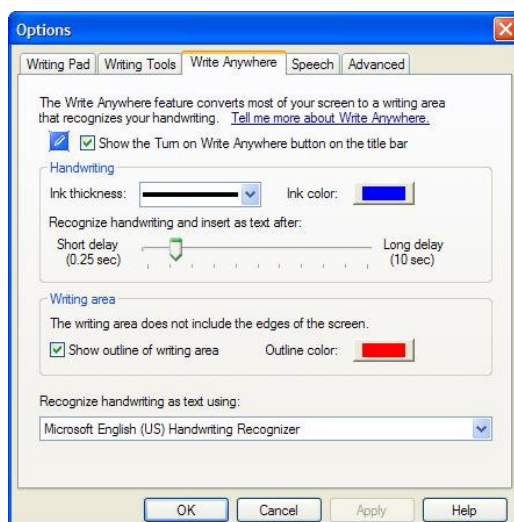 Options
Writing Pad Writing Tools Write Anywhere Speech Advanced
The Write Anywhere feature converts most of your screen to a writing area
that recognizes your handwriting. Tell me more about Write Anywhere.
Show the Turn on Write Anywhere button on the title bar
Handwriting
Ink thickness: Ink color:
Recognize handwriting and insert as text after:
Short delay Long delay
(0.25 sec) (10 sec)
Writing area
The writing area does not include the edges of the screen.
Show outline of writing area Outline color:
Recognize handwriting as text using:
Microsoft English (US) Handwriting Recognizer
OK Cancel Apply Help